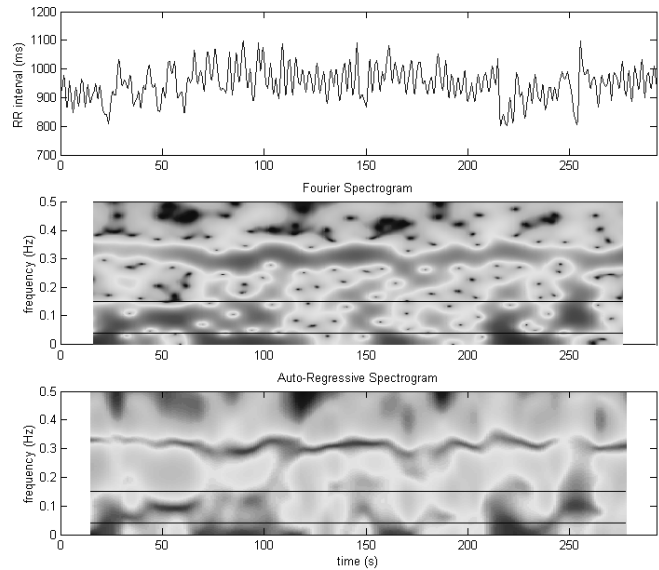 1200
1100
1000
900
800
700
RR interval (ms)
0 50 100 150 200 250
Fourier Spectrogram
0.5
0.4
0.3
0.2
0.1
0
frequency (Hz)
0 50 100 150 200 250
Auto-Regressive Spectrogram
0.5
0.4
0.3
0.2
0.1
0
frequency (Hz)
0 50 100 150 200 250
time (s)